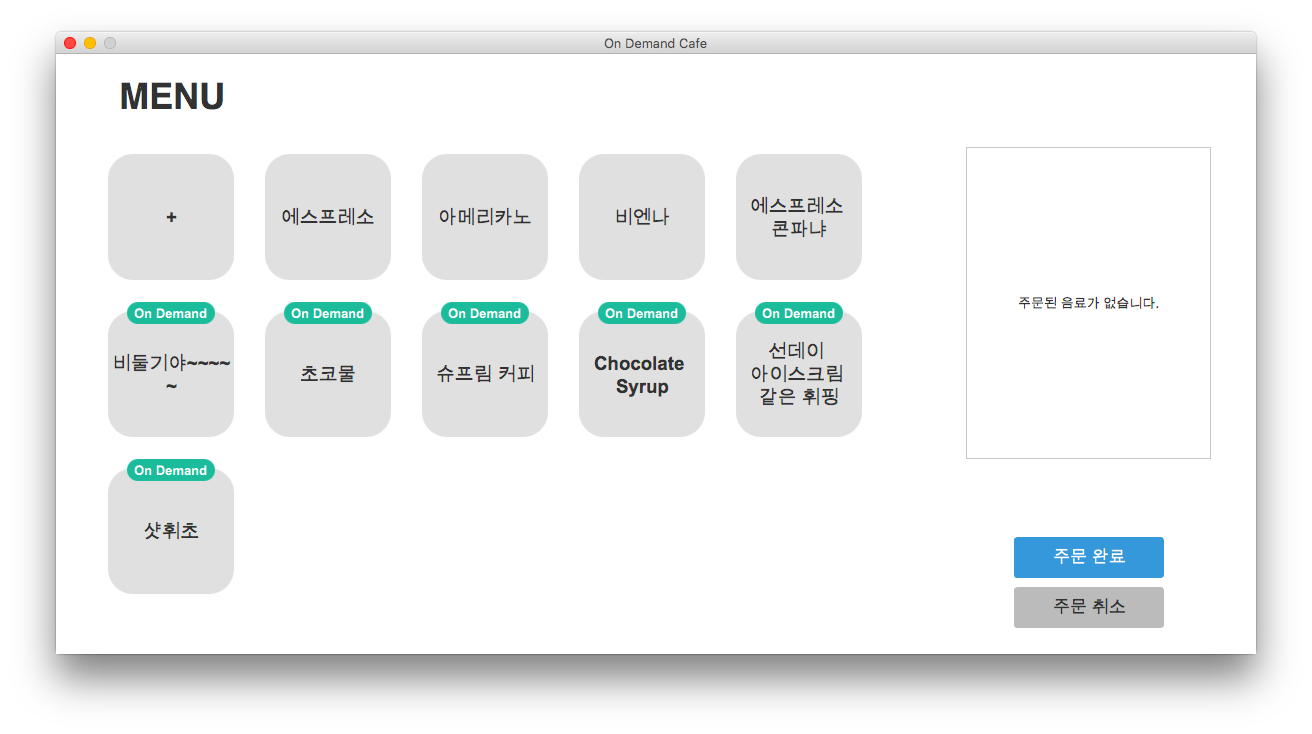 On Demand Cafe
MENU
+
에스프레소
아메리카노
비엔나
에스프레소
콘파냐
주문된 음료가 없습니다.
On Demand
비둘기야~~~~
~
On Demand
초코물
On Demand
슈프림 커피
On Demand
Chocolate
Syrup
On Demand
선데이
아이스크림
같은 휘핑
On Demand
샷휘초
주문 완료
주문 취소